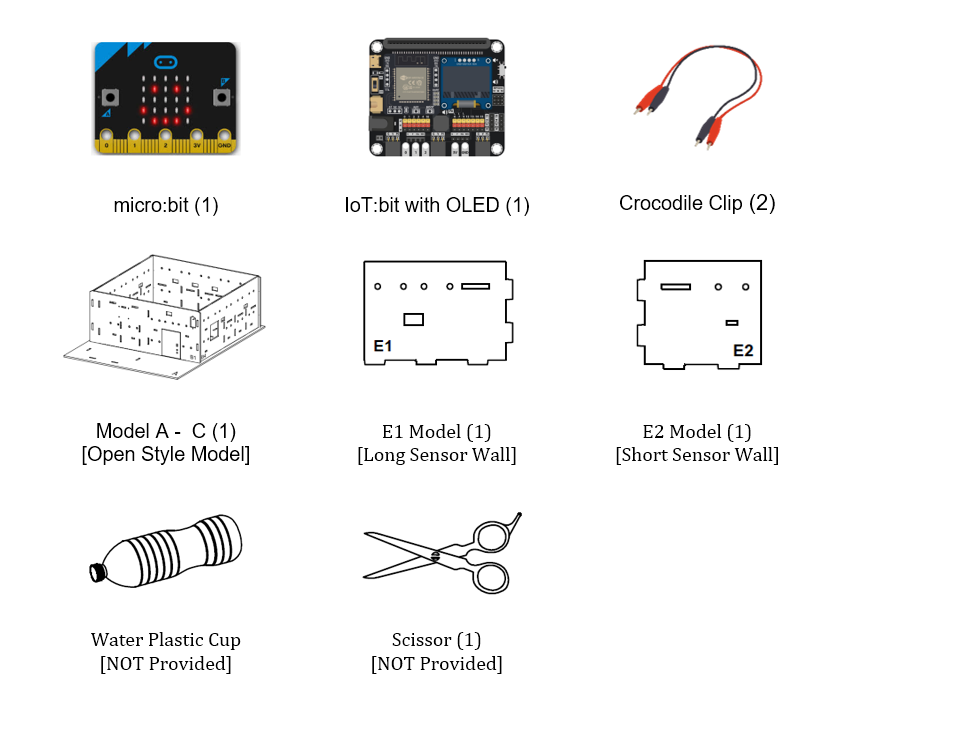 0 1 2 3V GND
micro:bit (1)
IoT:bit with OLED (1)
Crocodile Clip (2)
E1
E2
A
Model A - C (1)
[Open Style Model]
E1 Model (1)
[Long Sensor Wall]
E2 Model (1)
[Short Sensor Wall]
Water Plastic Cup
[NOT Provided]
Scissor (1)
[NOT Provided]